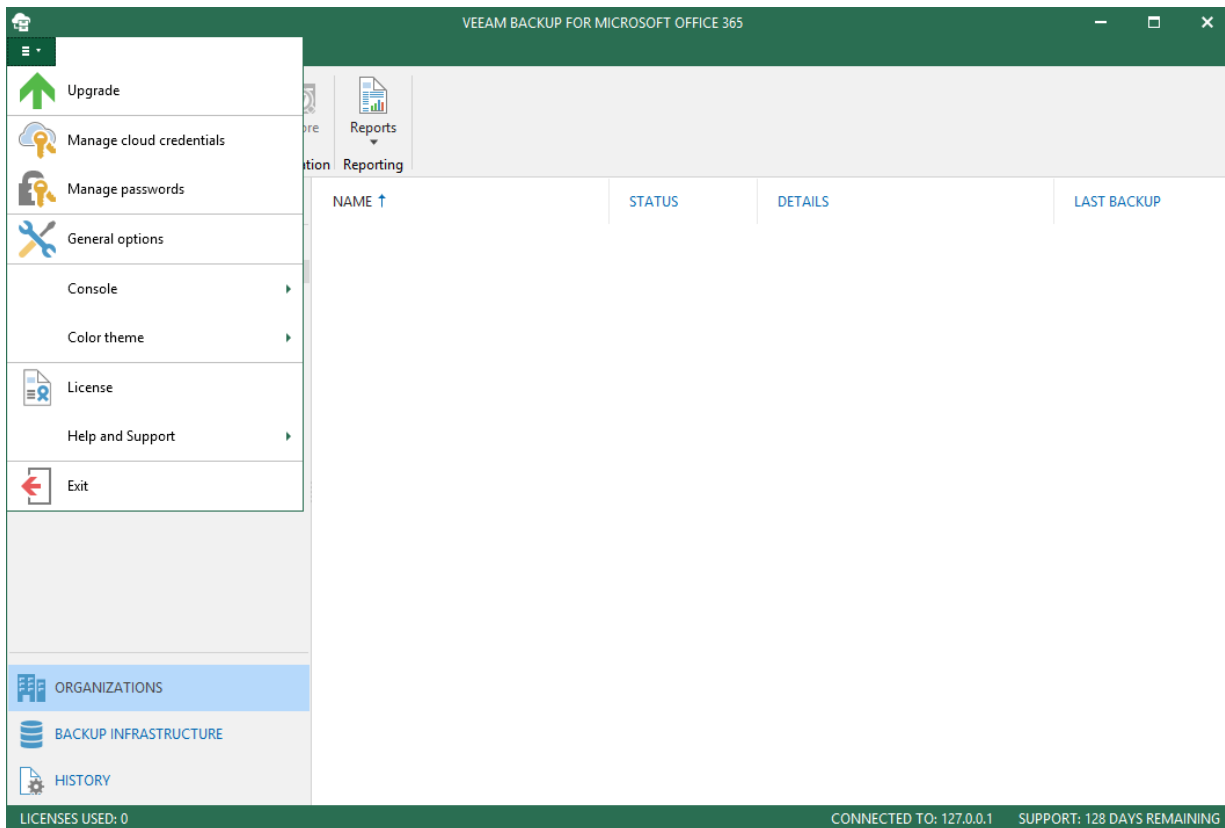 VEEAM BACKUP FOR MICROSOFT OFFICE 365
Upgrade
Manage cloud credentials
Manage passwords
General options
Console
Color theme
License
Help and Support
Exit
Reports
Reporting
NAME STATUS DETAILS LAST BACKUP
ORGANIZATIONS
BACKUP INFRASTRUCTURE
HISTORY
LICENSES USED: 0 CONNECTED TO: 127.0.0.1 SUPPORT: 128 DAYS REMAINING